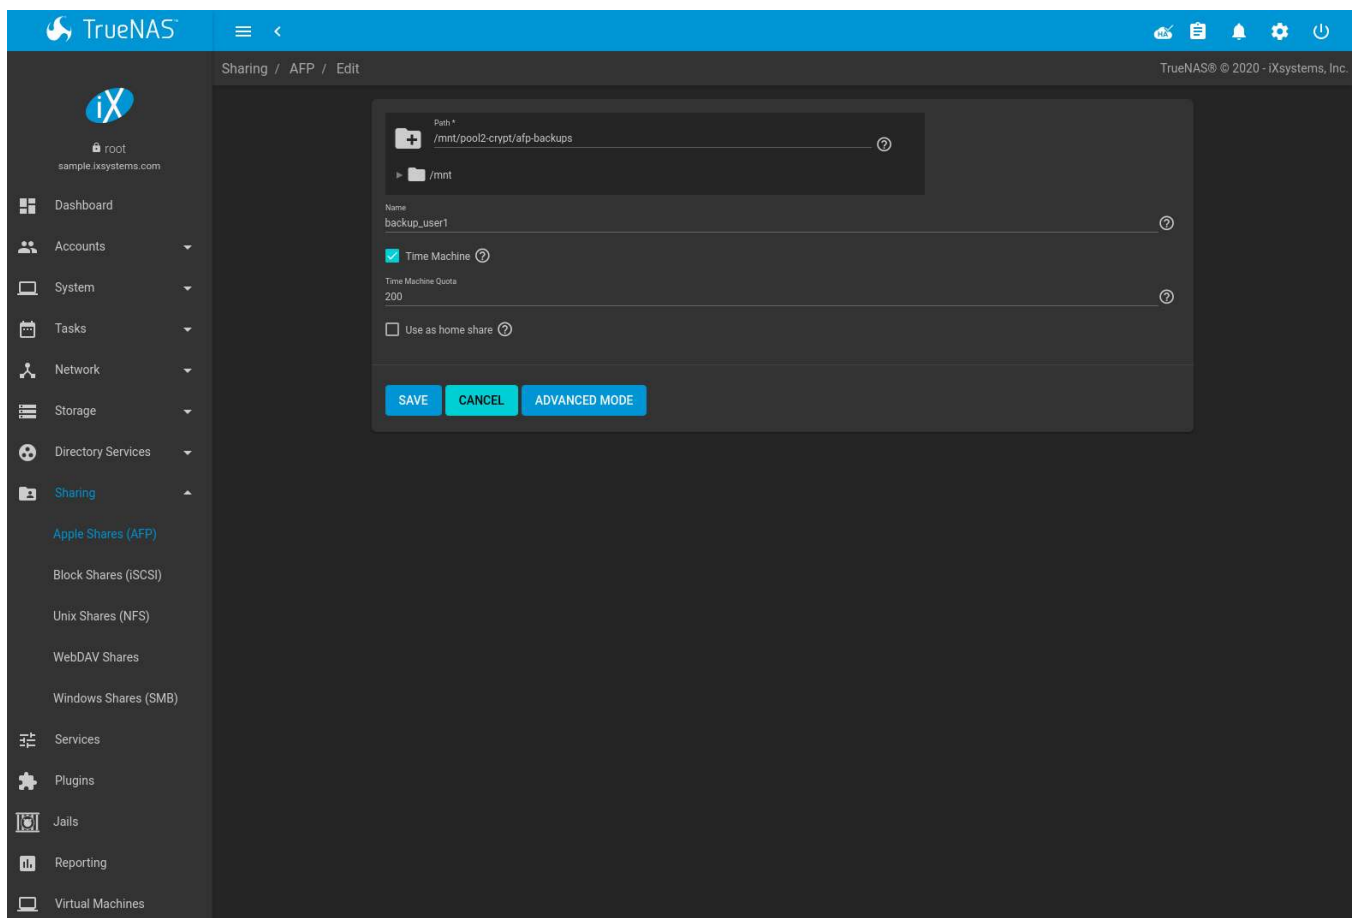 TrueNAS
HA
Sharing / AFP / Edit
TrueNAS® © 2020 - iXsystems, Inc.
iX
root
sample.ixsystems.com
Dashboard
Accounts
System
Tasks
Network
Storage
Directory Services
Sharing
Apple Shares (AFP)
Block Shares (iSCSI)
Unix Shares (NFS)
WebDAV Shares
Windows Shares (SMB)
Services
Plugins
Jails
Reporting
Virtual Machines
Path *
/mnt/pool2-crypt/afp-backups
/mnt
Name
backup_user1
Time Machine
Time Machine Quota
200
Use as home share
SAVE CANCEL ADVANCED MODE